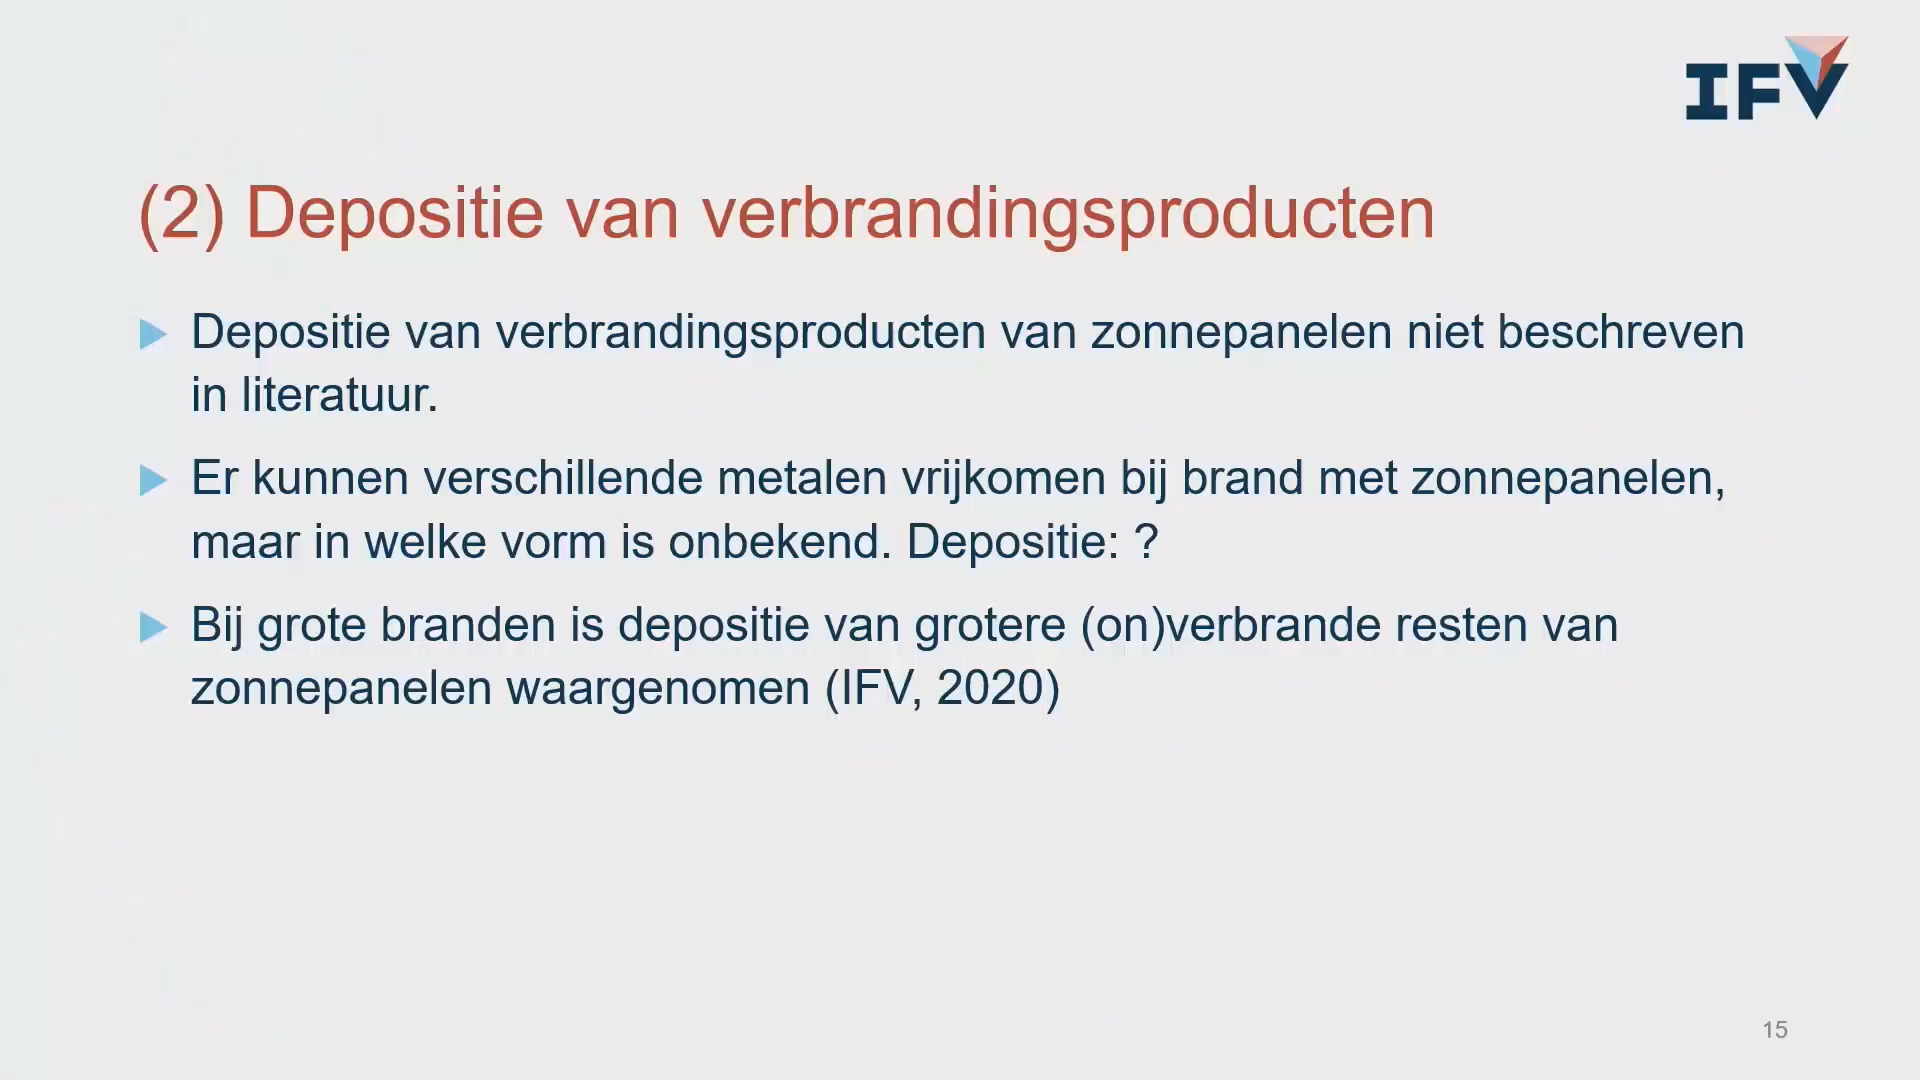 IFV
(2) Depositie van verbrandingsproducten
Depositie van verbrandingsproducten van zonnepanelen niet beschreven
in literatuur.
Er kunnen verschillende metalen vrijkomen bij brand met zonnepanelen,
maar in welke vorm is onbekend. Depositie: ?
Bij grote branden is depositie van grotere (on)verbrande resten van
zonnepanelen waargenomen (IFV, 2020)
15